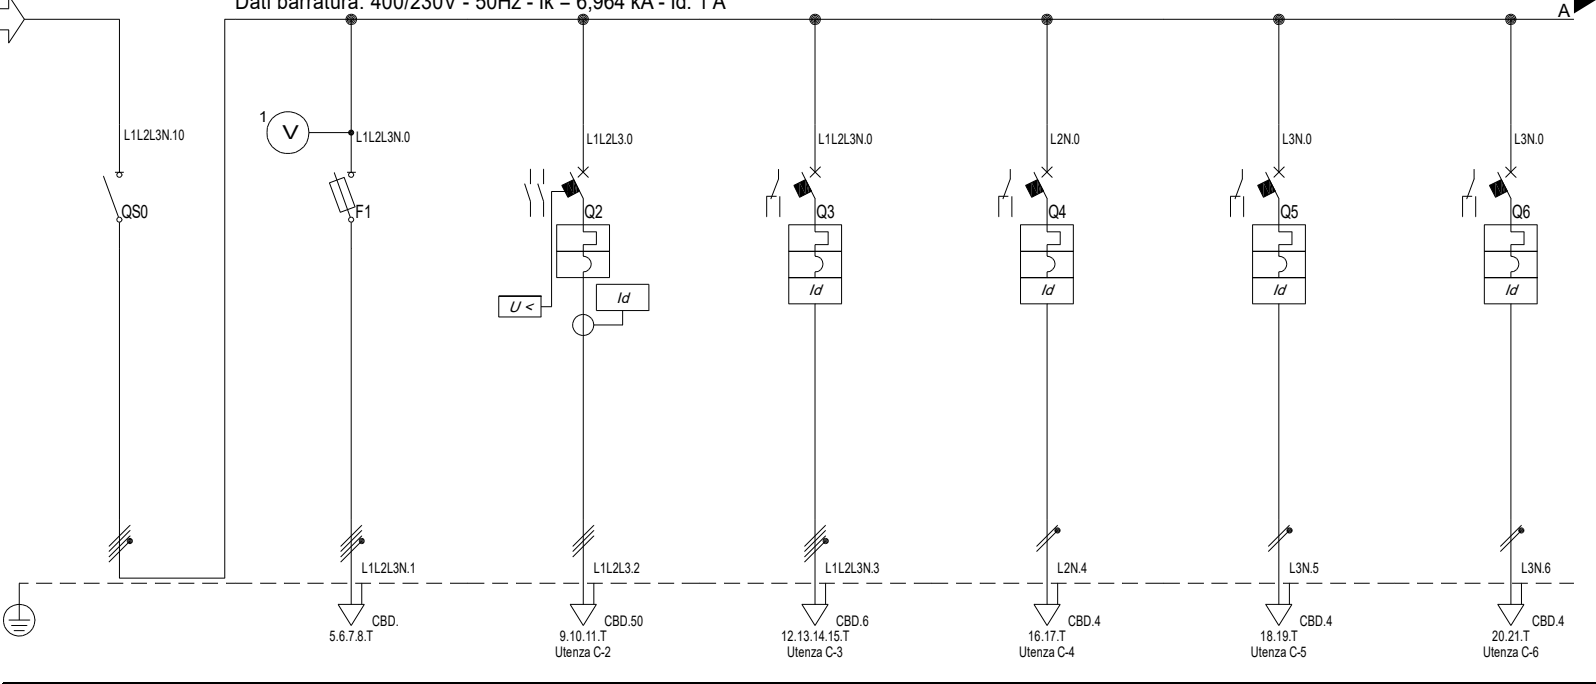 Dati barratura: 400/230V - 50Hz - Ik = 6,964 kA - Id: 1 A
A
1
V
L1L2L3N.10
L1L2L3N.0
L1L2L3.0
L1L2L3N.0
L2N.0
L3N.0
L3N.0
QS0
F1
Q2
Q3
Q4
Q5
Q6
U <
Id
Id
Id
Id
Id
L1L2L3N.1
L1L2L3.2
L1L2L3N.3
L2N.4
L3N.5
L3N.6
CBD.
CBD.50
CBD.6
CBD.4
CBD.4
CBD.4
5.6.7.8.T
9.10.11.T
12.13.14.15.T
16.17.T
18.19.T
20.21.T
Utenza C-2
Utenza C-3
Utenza C-4
Utenza C-5
Utenza C-6